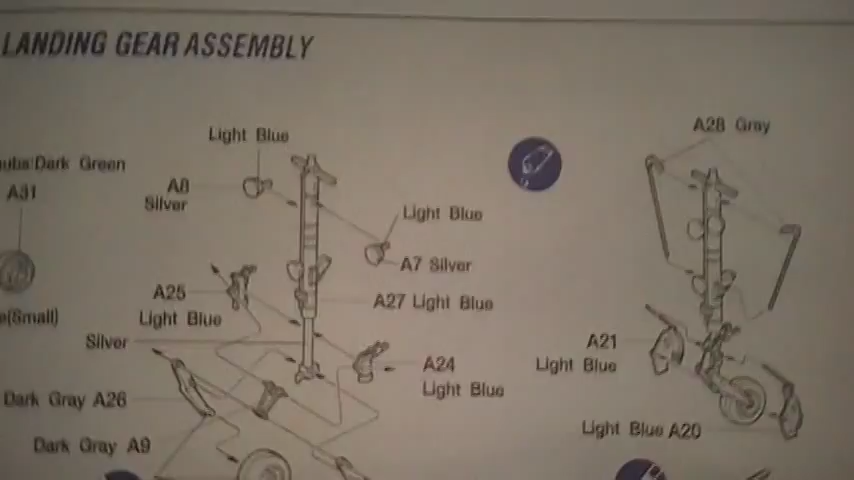 LANDING GEAR ASSEMBLY
Light Blue
A28 Gray
Dark Green
A31
A8
Silver
Light Blue
A7 Silver
A25
Light Blue
A27 Light Blue
(Small)
Silver
A21
Light Blue
A24
Light Blue
Dark Gray A26
Light Blue A20
Dark Gray A9